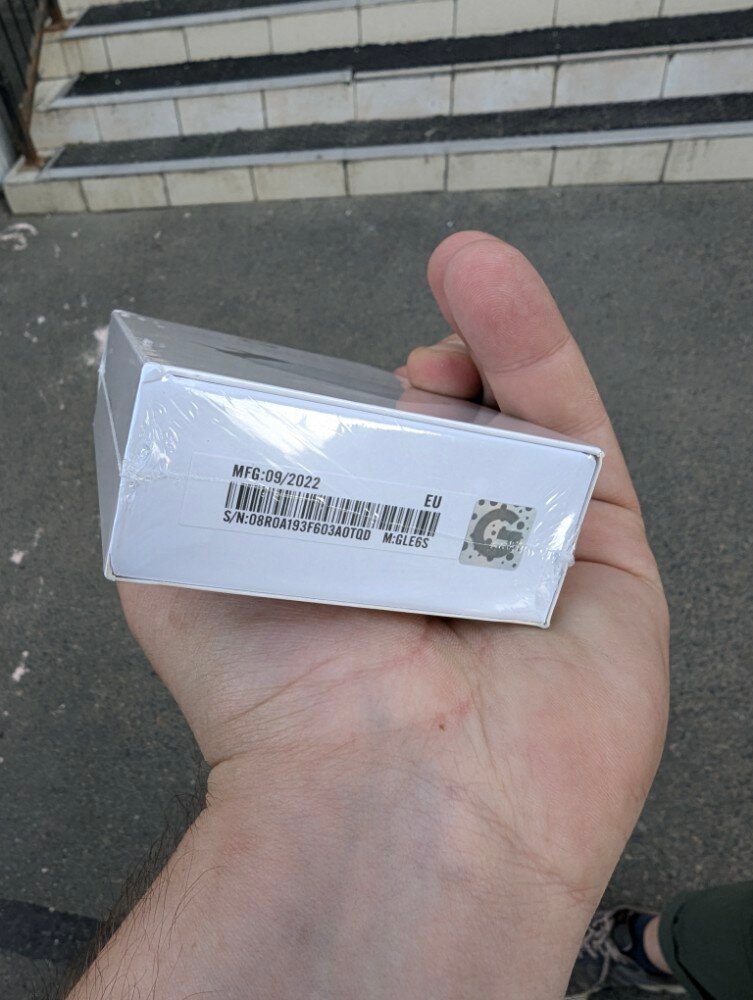 MFG:09/2022
EU
S/N:08R0A193F603A0TQD M:GLE6S
G